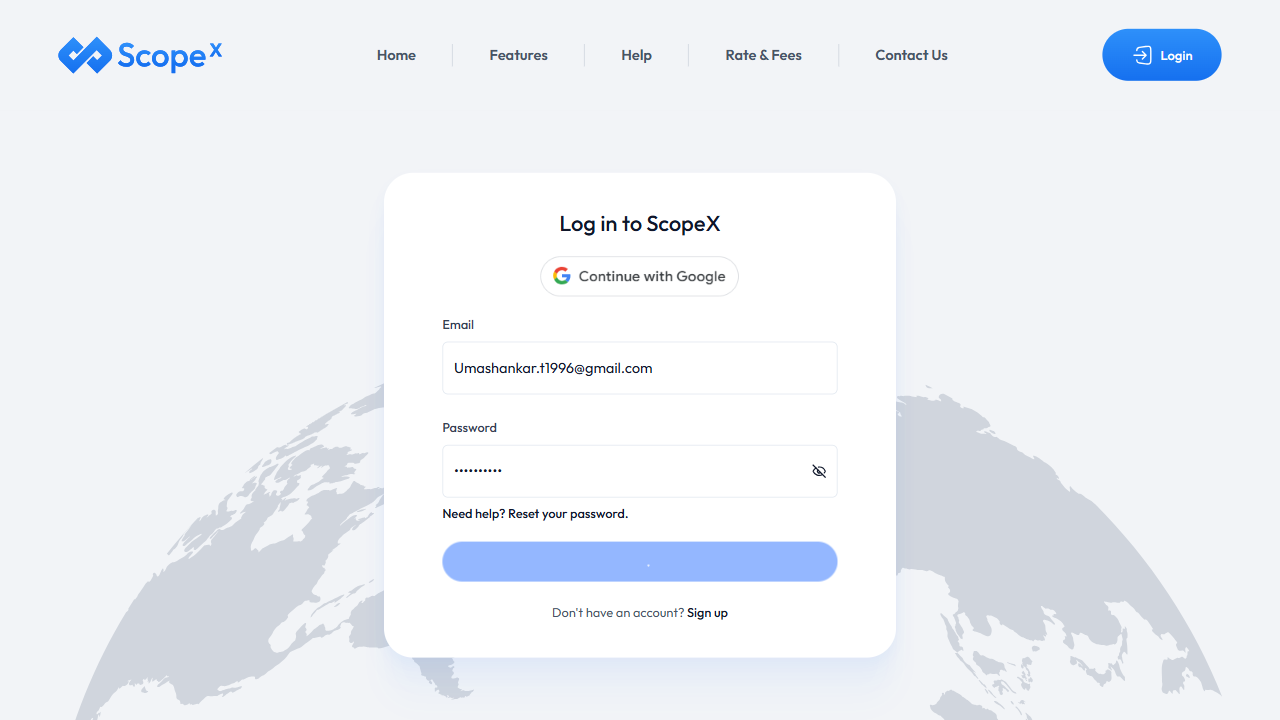 Scope X
Home
Features
Help
Rate & Fees
Contact Us
Login
Log in to ScopeX
Continue with Google
Email
Umashankar.t1996@gmail.com
Password
••••••••••
Need help? Reset your password.
.
Don't have an account? Sign up